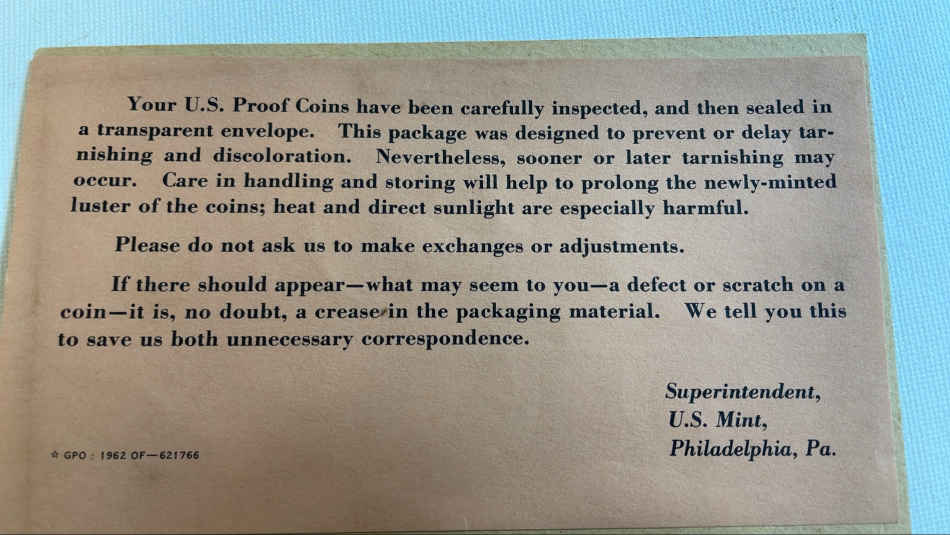 Your U.S. Proof Coins have been carefully inspected, and then sealed in
a transparent envelope. This package was designed to prevent or delay tar-
nishing and discoloration. Nevertheless, sooner or later tarnishing may
occur. Care in handling and storing will help to prolong the newly-minted
luster of the coins; heat and direct sunlight are especially harmful.
Please do not ask us to make exchanges or adjustments.
If there should appear—what may seem to you—a defect or scratch on a
coin—it is, no doubt, a crease in the packaging material. We tell you this
to save us both unnecessary correspondence.
Superintendent,
U.S. Mint,
Philadelphia, Pa.
☆ GPO : 1962 OF—621766